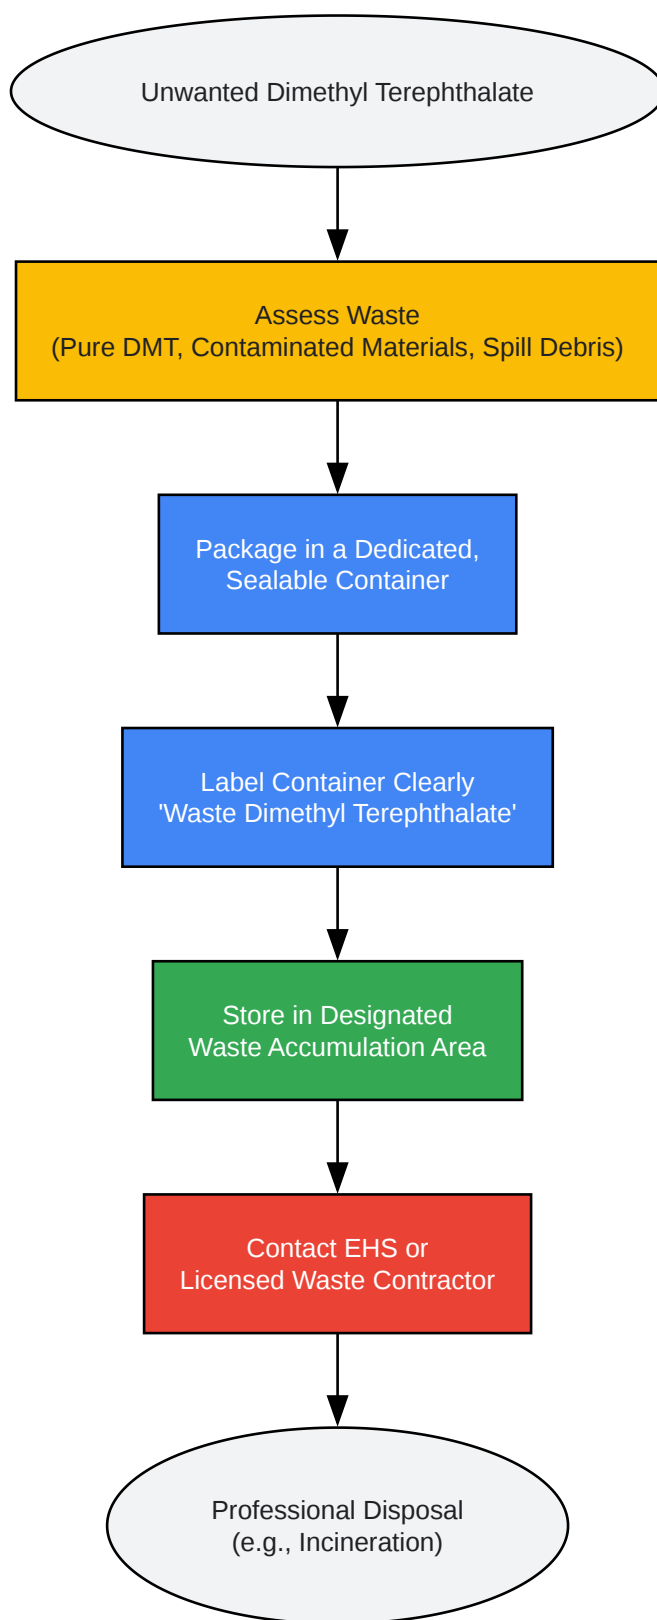 Unwanted Dimethyl Terephthalate
Assess Waste
(Pure DMT, Contaminated Materials, Spill Debris)
Package in a Dedicated,
Sealable Container
Label Container Clearly
'Waste Dimethyl Terephthalate'
Store in Designated
Waste Accumulation Area
Contact EHS or
Licensed Waste Contractor
Professional Disposal
(e.g., Incineration)